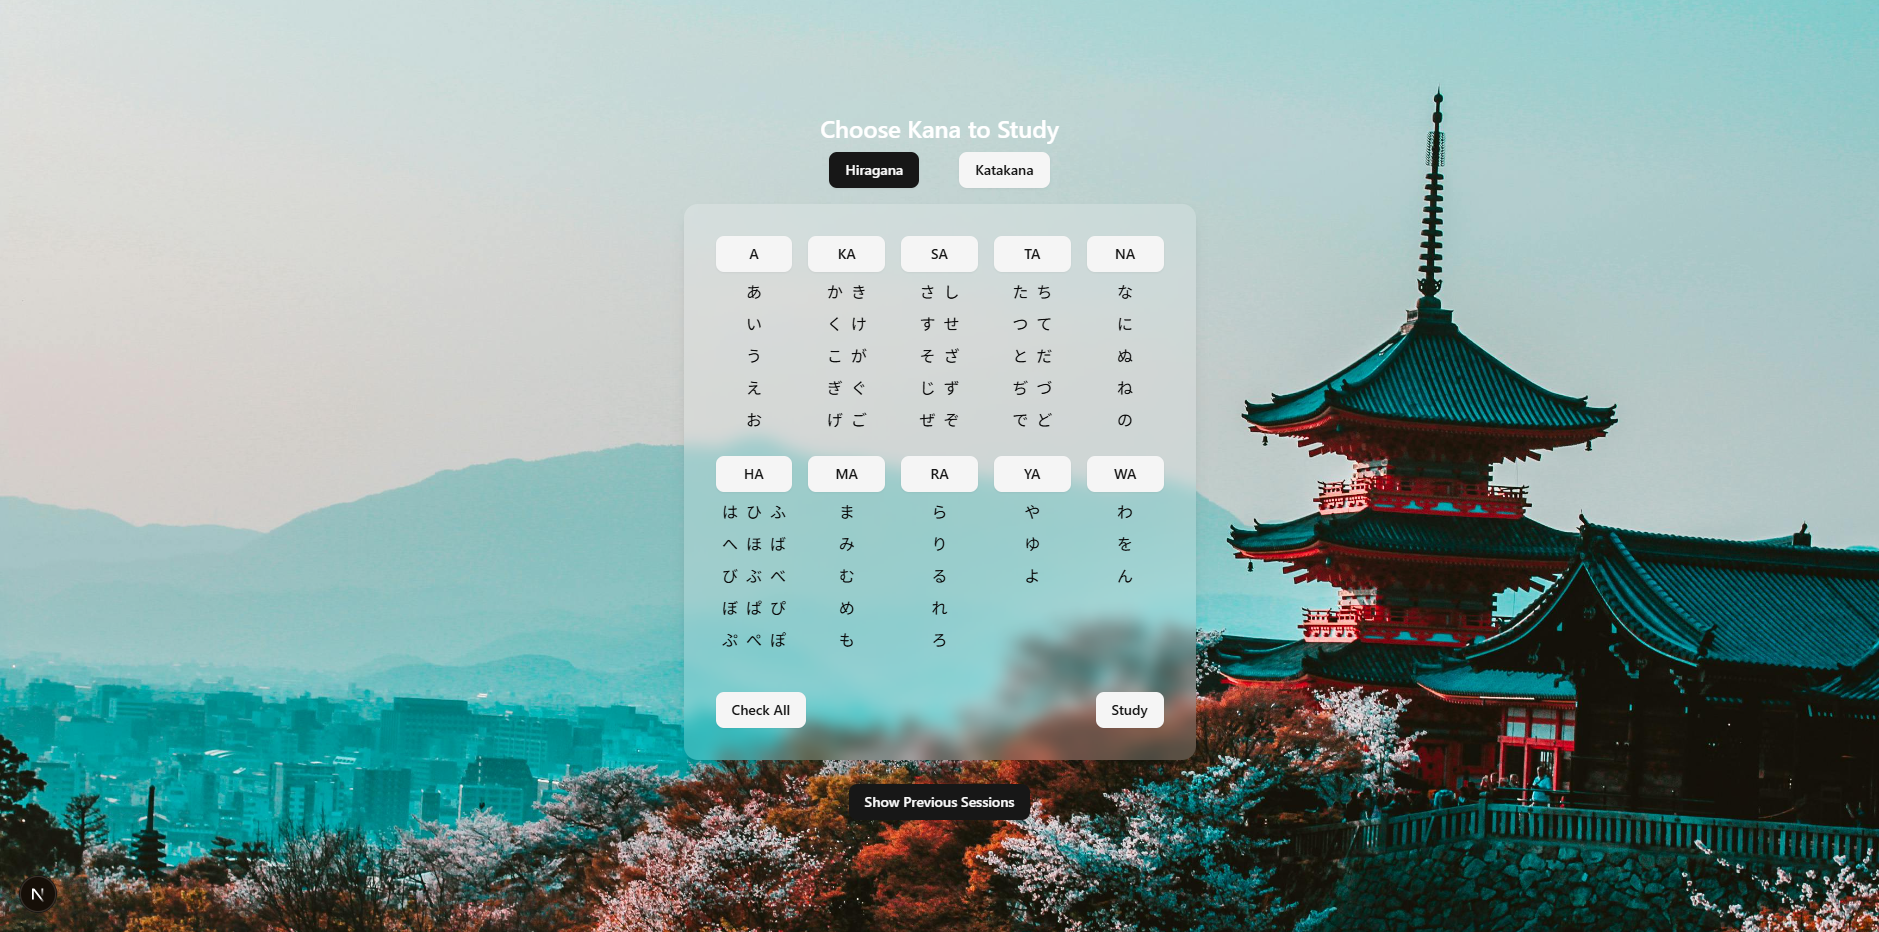 Choose Kana to Study
Hiragana Katakana
A KA SA TA NA
あ か き さ し た ち な
い く け す せ つ て に
う こ が そ ざ と だ ぬ
え ぎ ぐ じ ず ぢ づ ね
お げ ご ぜ ぞ で ど の
HA MA RA YA WA
は ひ ふ ま ら や わ
へ ほ ば み り ゆ を
び ぶ べ む る よ ん
ぼ ぱ ぴ め れ
ぷ ぺ ぽ も ろ
Check All Study
Show Previous Sessions
N